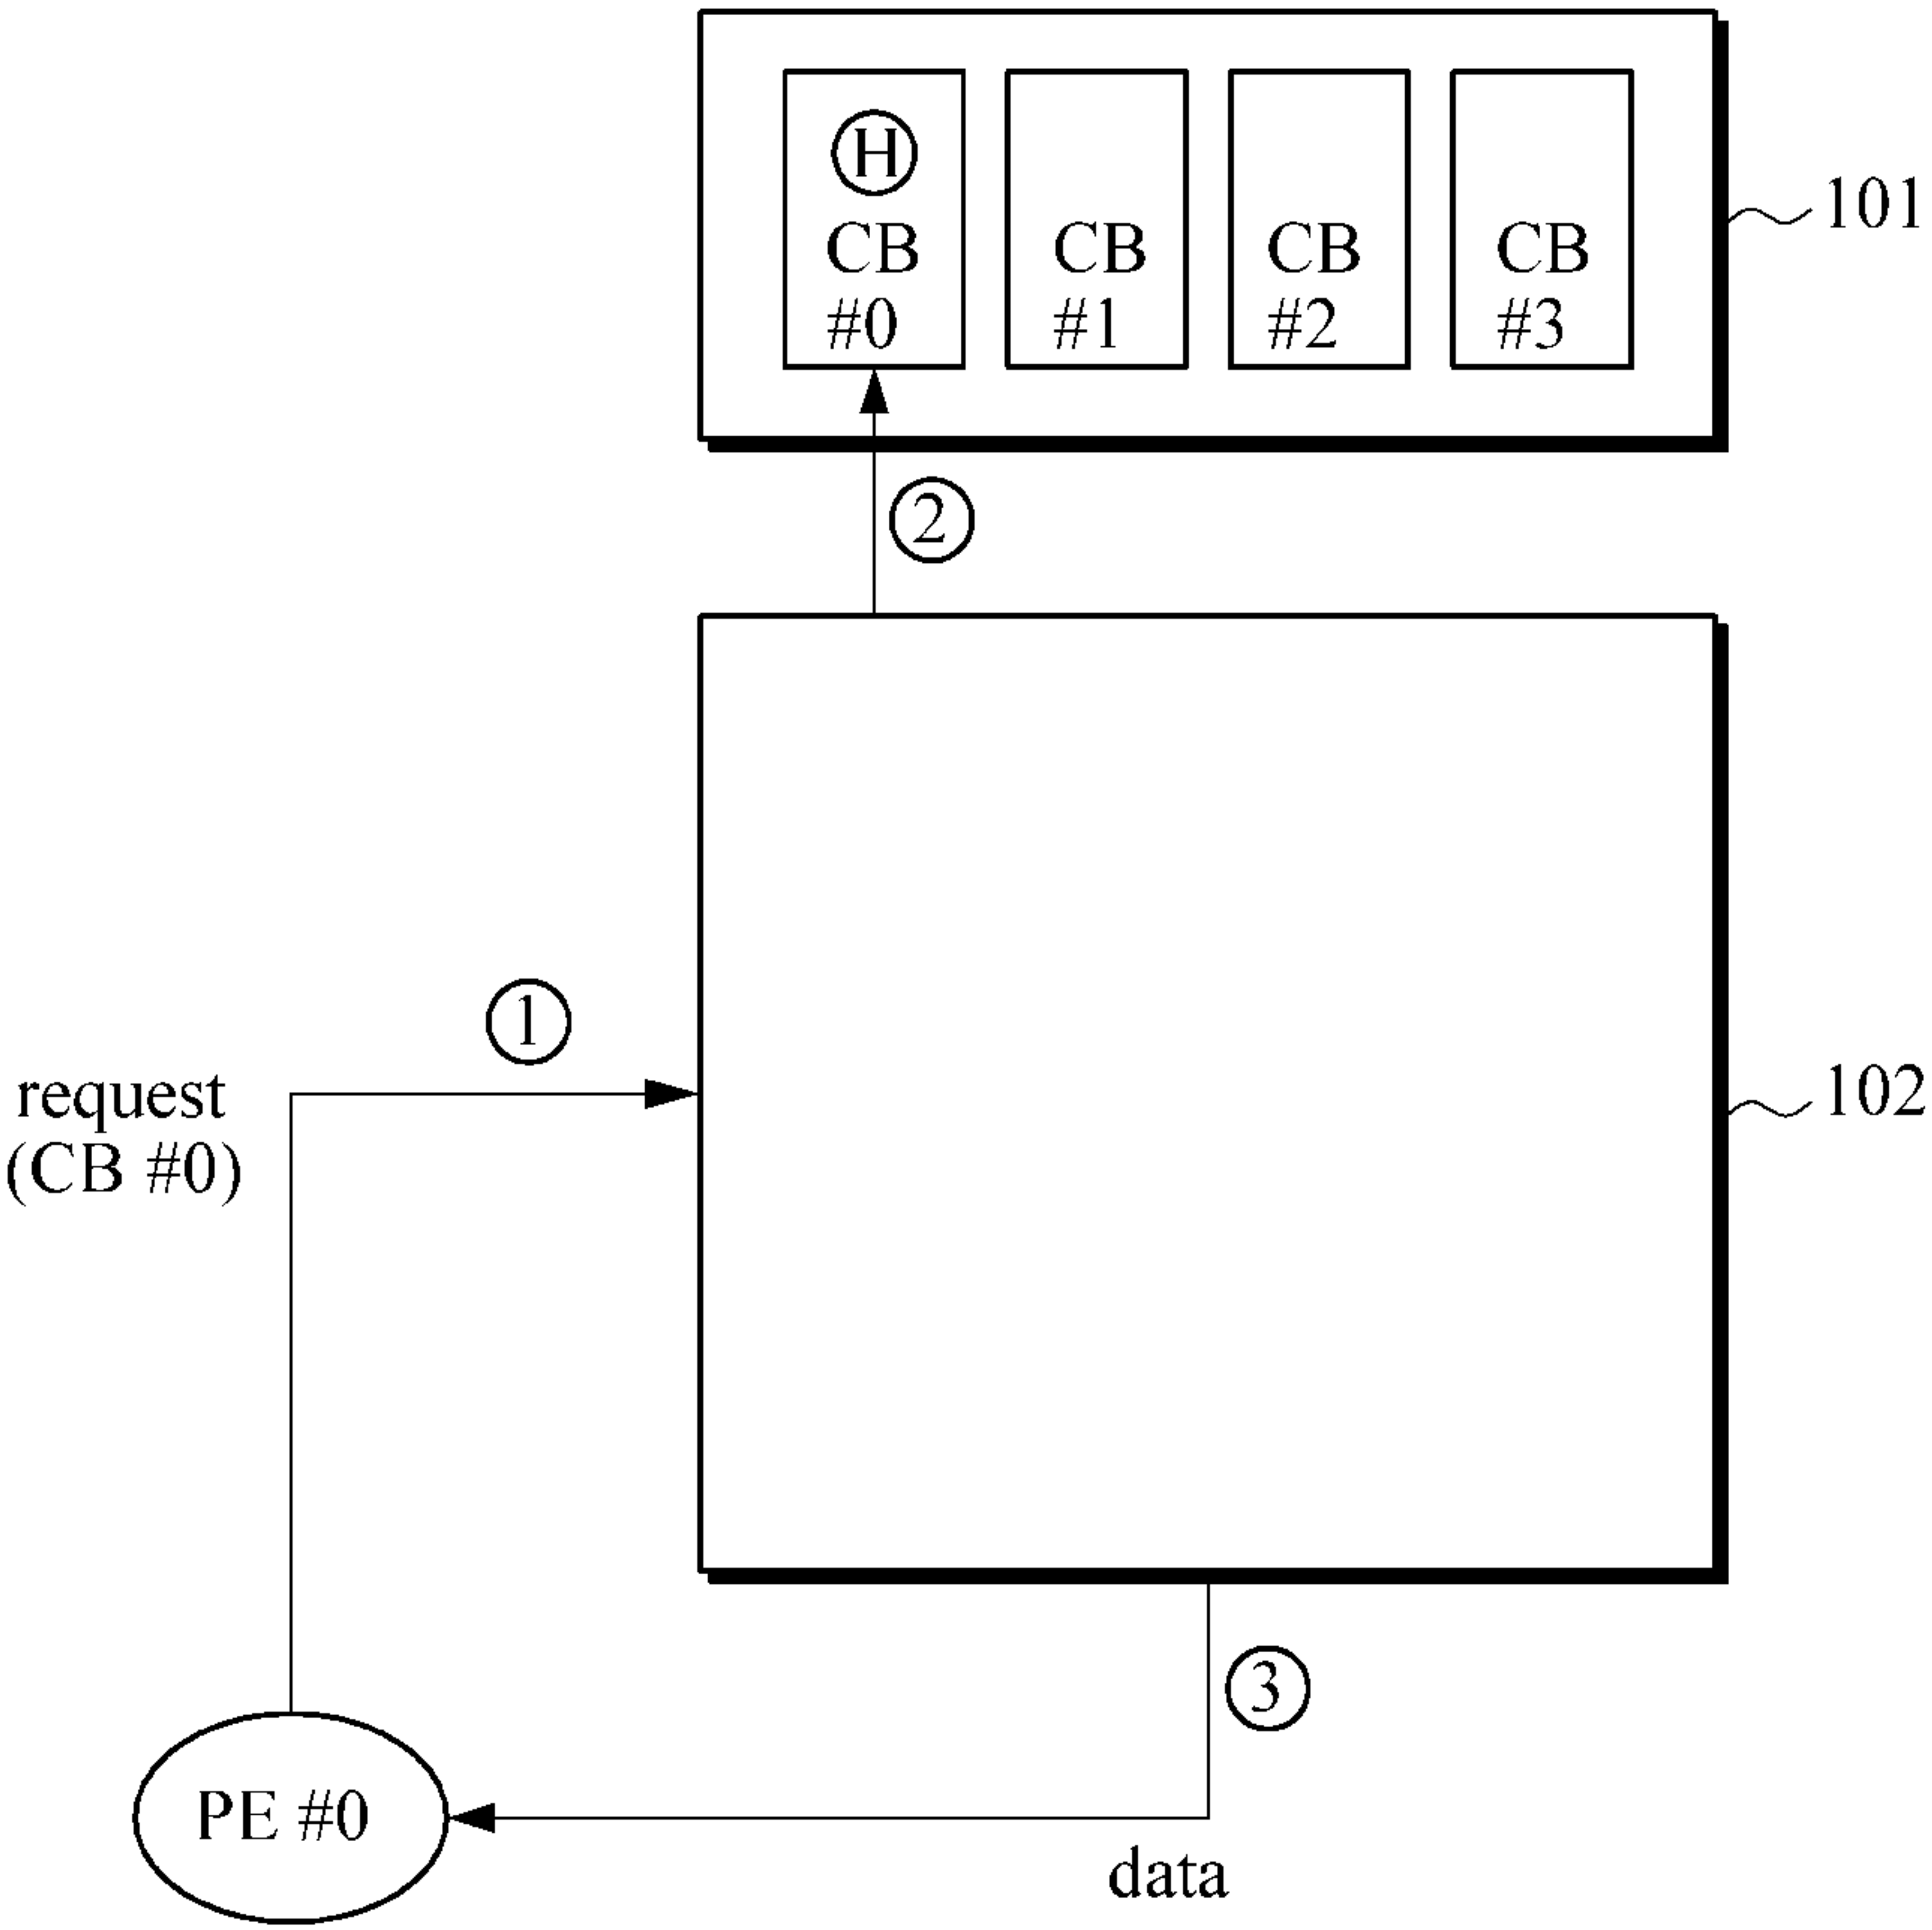 H
CB
#0
CB
#1
CB
#2
CB
#3
101
2
1
request
(CB #0)
102
3
PE #0
data